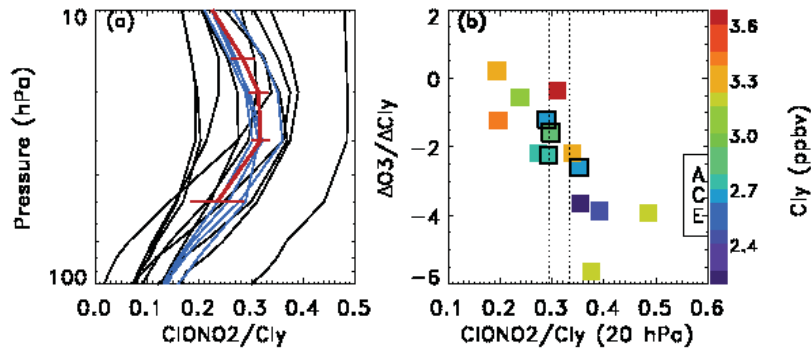 (a)
10
100
Pressure (hPa)
0.0 0.1 0.2 0.3 0.4 0.5
ClONO2/Cly
(b)
2
0
-2
-4
-6
ΔO3/ΔCly
0.1 0.2 0.3 0.4 0.5 0.6
ClONO2/Cly (20 hPa)
A
C
E
3.6
3.3
3.0
2.7
2.4
Cly (ppbv)